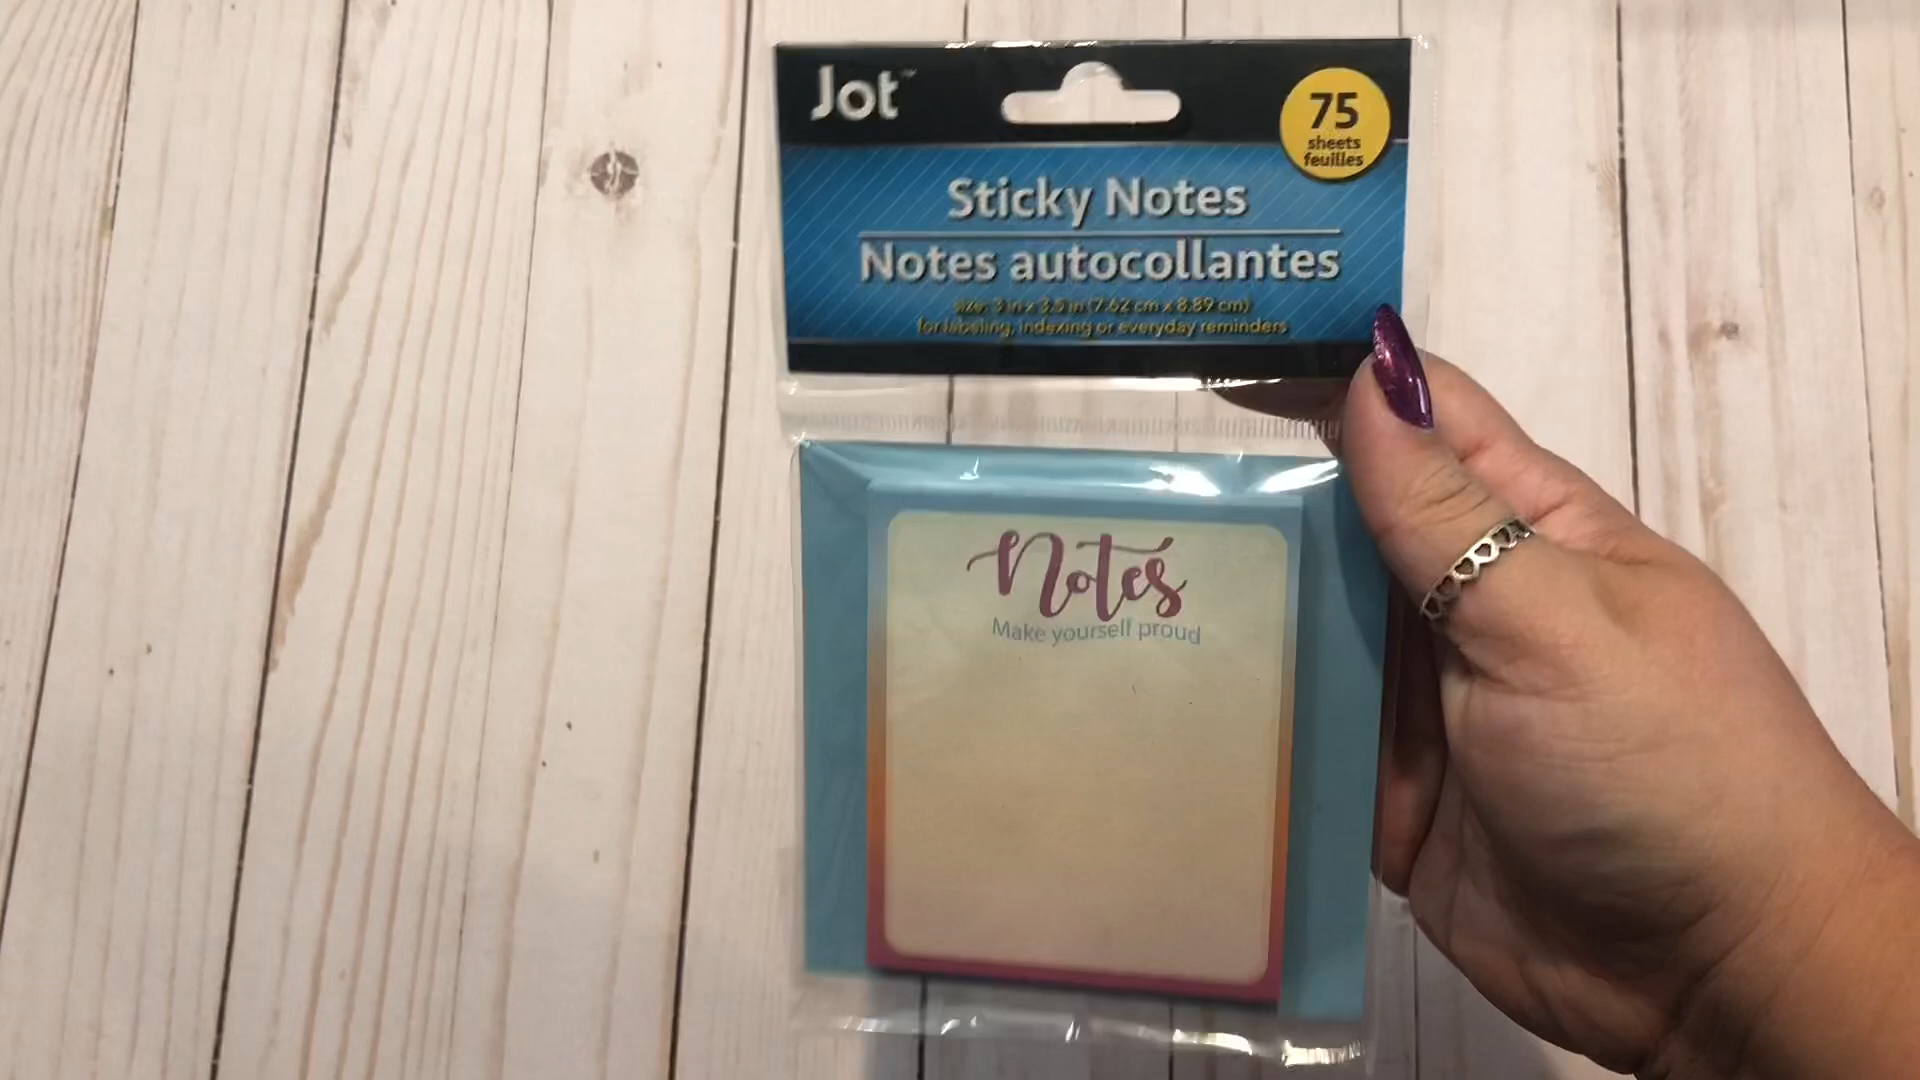 Jot™
75
sheets
feuilles
Sticky Notes
Notes autocollantes
size: 3 in x 3.5 in (7.62 cm x 8.89 cm)
for labeling, indexing or everyday reminders
Notes
Make yourself proud